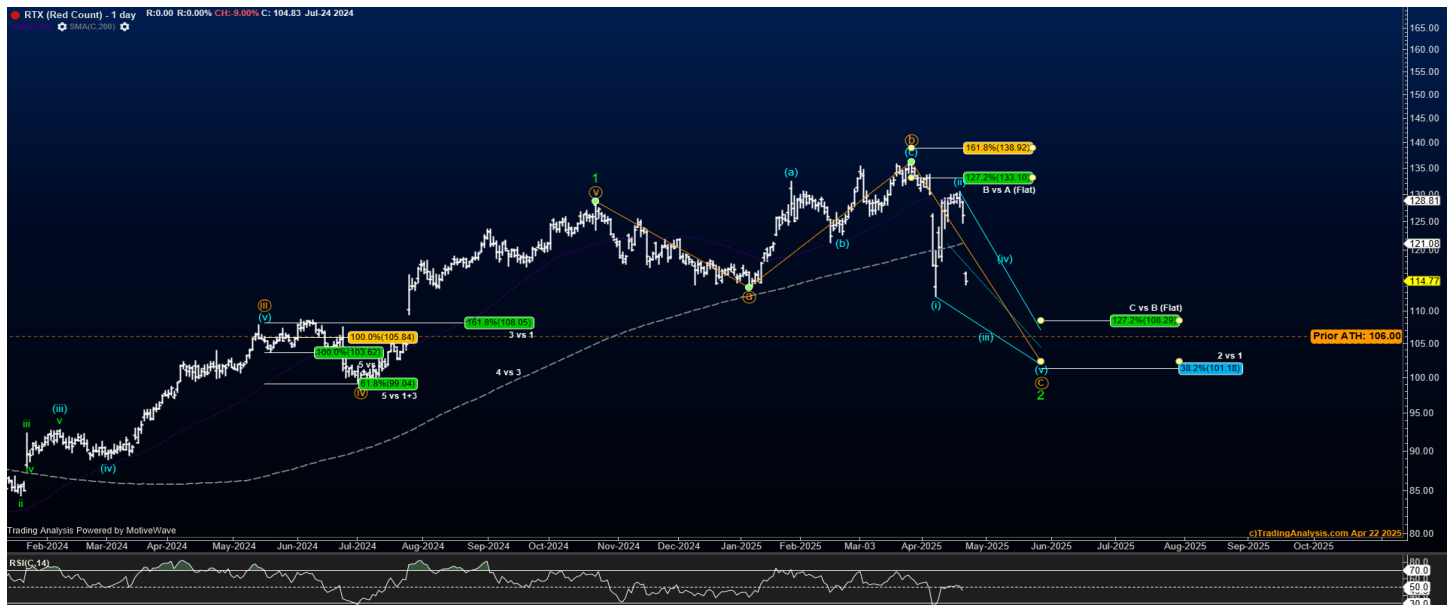 RTX (Red Count) - 1 day R:0.00 R:0.00% CH:-9.00% C: 104.83 Jul-24 2024
SMA(C,200)
165.00
160.00
155.00
150.00
145.00
140.00
135.00
130.00
128.81
125.00
121.08
120.00
114.77
110.00
105.00
100.00
95.00
90.00
85.00
80.00
b
(c)
161.8%(138.92)
127.2%(133.10)
B vs A (Flat)
(ii)
1
v
(a)
(b)
(iv)
a
(i)
C vs B (Flat)
127.2%(108.29)
(iii)
Prior ATH: 106.00
2 vs 1
38.2%(101.18)
(v)
C
2
iii
(v)
161.8%(108.05)
3 vs 1
100.0%(105.84)
100.0%(103.62)
5 vs
4 vs 3
61.8%(99.04)
iv
5 vs 1+3
(iii)
iii
v
iv
(iv)
ii
Trading Analysis Powered by MotiveWave
c)TradingAnalysis.com Apr 22 2025
Feb-2024 Mar-2024 Apr-2024 May-2024 Jun-2024 Jul-2024 Aug-2024 Sep-2024 Oct-2024 Nov-2024 Dec-2024 Jan-2025 Feb-2025 Mar-03 Apr-2025 May-2025 Jun-2025 Jul-2025 Aug-2025 Sep-2025 Oct-2025
RSI(C,14)
80.0
70.0
50.0
30.0